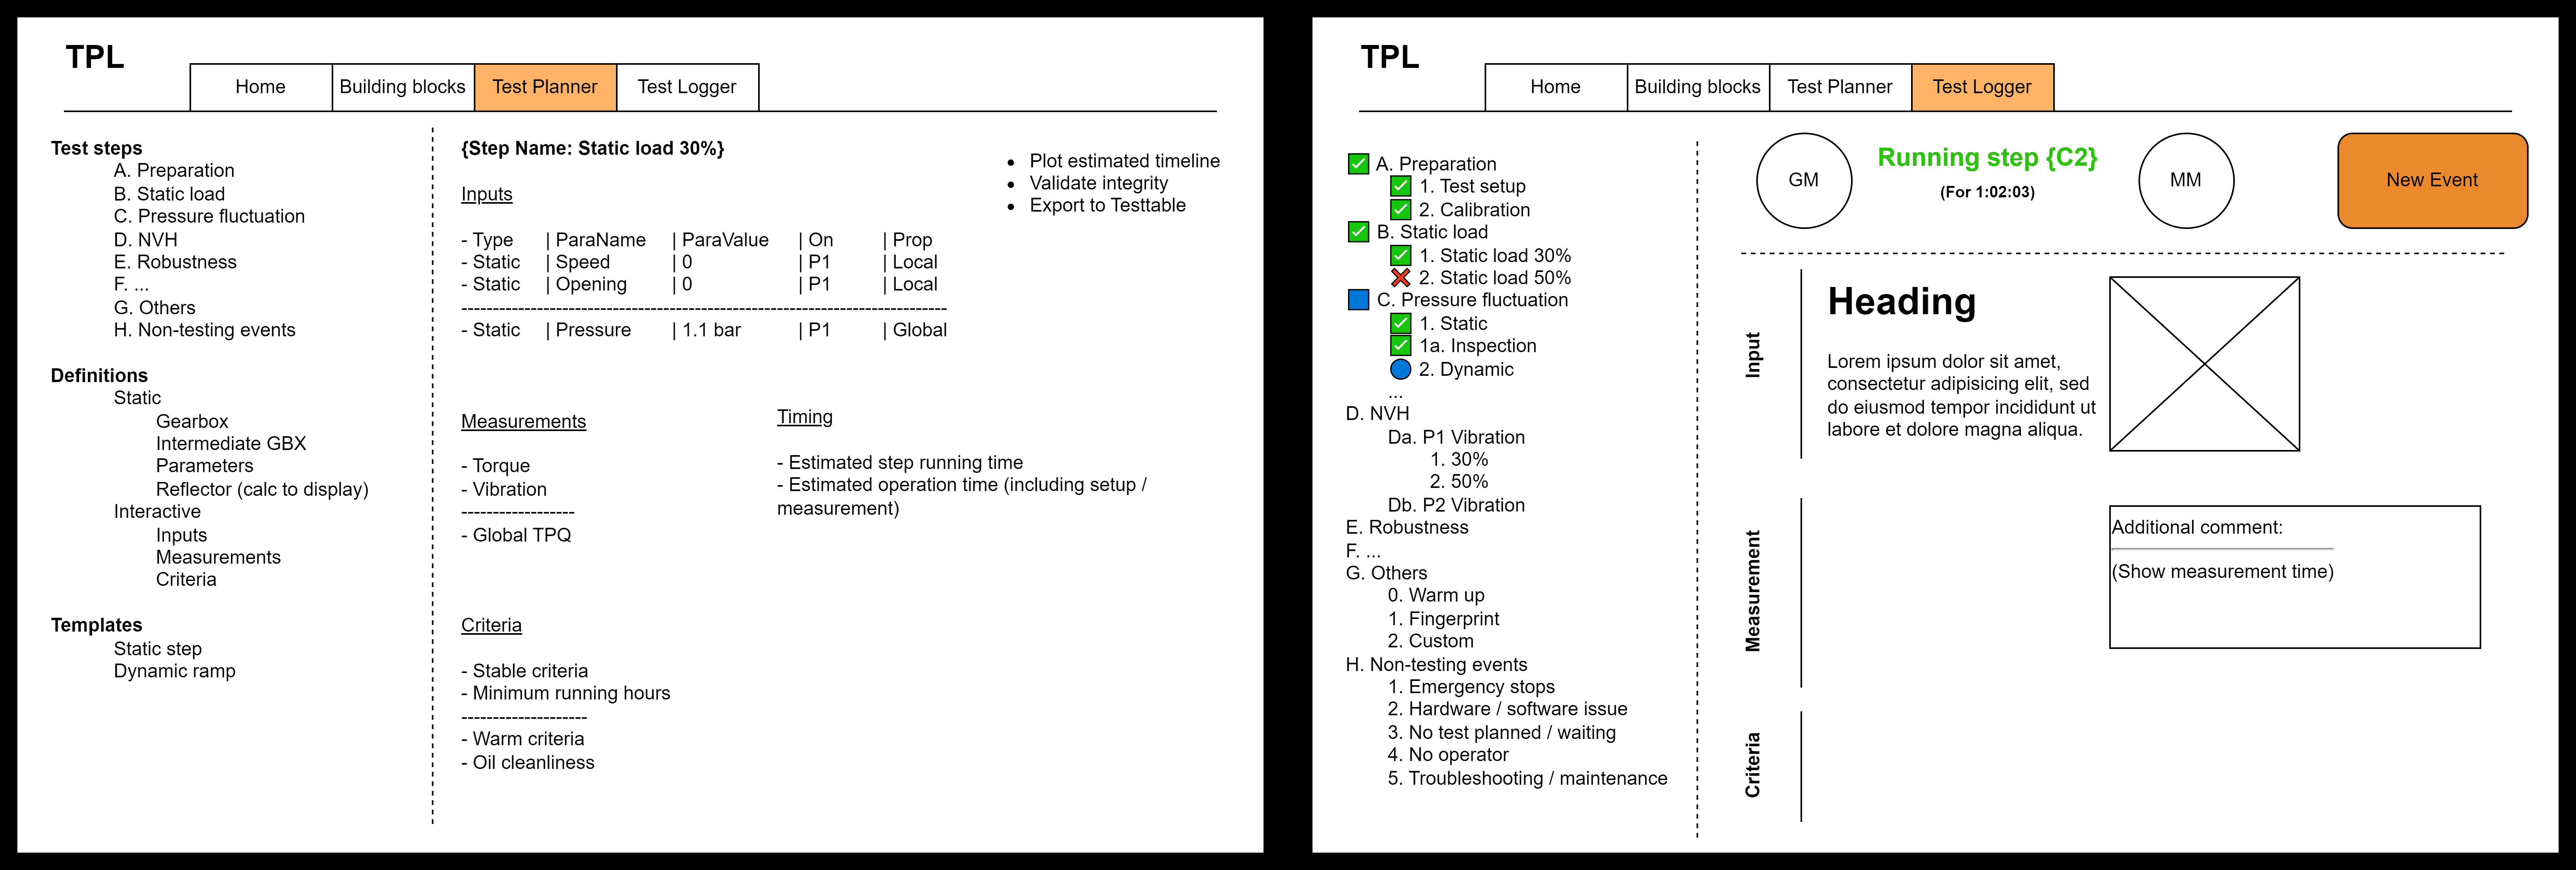 TPL
Home
Building blocks
Test Planner
Test Logger
Test steps
A. Preparation
B. Static load
C. Pressure fluctuation
D. NVH
E. Robustness
F. ...
G. Others
H. Non-testing events
Definitions
Static
Gearbox
Intermediate GBX
Parameters
Reflector (calc to display)
Interactive
Inputs
Measurements
Criteria
Templates
Static step
Dynamic ramp
{Step Name: Static load 30%}
Inputs
- Type | ParaName | ParaValue | On | Prop
- Static | Speed | 0 | P1 | Local
- Static | Opening | 0 | P1 | Local
-----------------------------------------------------------------------------
- Static | Pressure | 1.1 bar | P1 | Global
• Plot estimated timeline
• Validate integrity
• Export to Testtable
Measurements
- Torque
- Vibration
------------------
- Global TPQ
Timing
- Estimated step running time
- Estimated operation time (including setup /
measurement)
Criteria
- Stable criteria
- Minimum running hours
--------------------
- Warm criteria
- Oil cleanliness
TPL
Home
Building blocks
Test Planner
Test Logger
A. Preparation
1. Test setup
2. Calibration
B. Static load
1. Static load 30%
2. Static load 50%
C. Pressure fluctuation
1. Static
1a. Inspection
2. Dynamic
...
D. NVH
Da. P1 Vibration
1. 30%
2. 50%
Db. P2 Vibration
E. Robustness
F. ...
G. Others
0. Warm up
1. Fingerprint
2. Custom
H. Non-testing events
1. Emergency stops
2. Hardware / software issue
3. No test planned / waiting
4. No operator
5. Troubleshooting / maintenance
GM
Running step {C2}
(For 1:02:03)
MM
New Event
Input
Heading
Lorem ipsum dolor sit amet,
consectetur adipisicing elit, sed
do eiusmod tempor incididunt ut
labore et dolore magna aliqua.
Measurement
Additional comment:
(Show measurement time)
Criteria